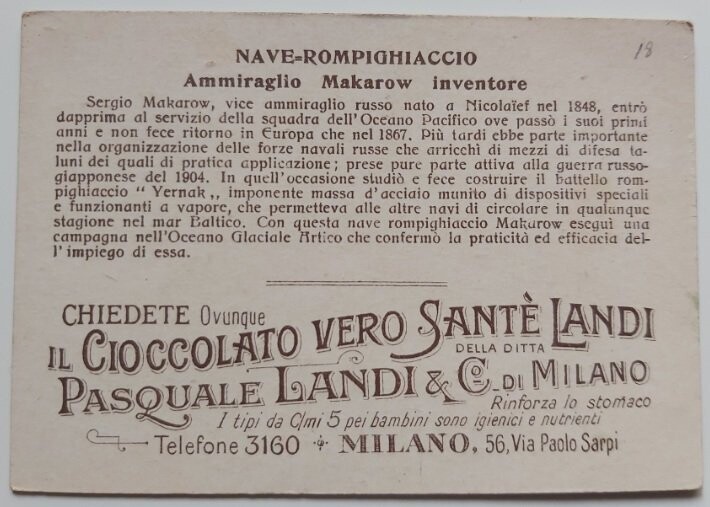 18
NAVE-ROMPIGHIACCIO
Ammiraglio Makarow inventore
Sergio Makarow, vice ammiraglio russo nato a Nicolaïef nel 1848, entrò
dapprima al servizio della squadra dell'Oceano Pacifico ove passò i suoi primi
anni e non fece ritorno in Europa che nel 1867. Più tardi ebbe parte importante
nella organizzazione delle forze navali russe che arricchì di mezzi di difesa ta-
luni dei quali di pratica applicazione; prese pure parte attiva alla guerra russo-
giapponese del 1904. In quell'occasione studiò e fece costruire il battello rom-
pighiaccio " Yernak „ imponente massa d'acciaio munito di dispositivi speciali
e funzionanti a vapore, che permetteva alle altre navi di circolare in qualunque
stagione nel mar Baltico. Con questa nave rompighiaccio Makarow eseguì una
campagna nell'Oceano Glaciale Artico che confermò la praticità ed efficacia del-
l'impiego di essa.
CHIEDETE Ovunque
IL CIOCCOLATO VERO SANTÈ LANDI
DELLA DITTA
PASQUALE LANDI & C. DI MILANO
Rinforza lo stomaco
I tipi da C/mi 5 pei bambini sono igienici e nutrienti
Telefone 3160 MILANO, 56, Via Paolo Sarpi